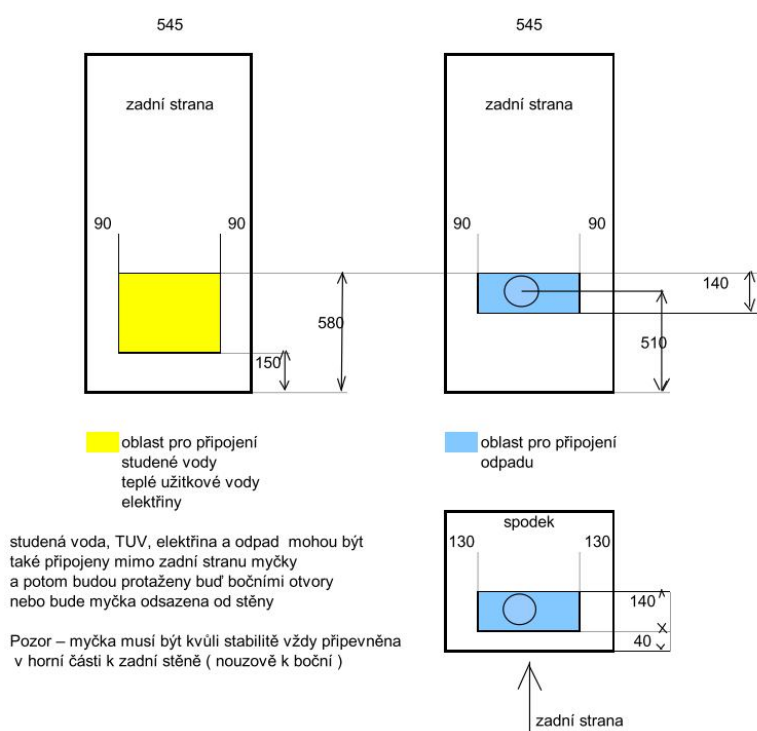 545
545
zadní strana
zadní strana
90
90
90
90
140
580
510
150
oblast pro připojení
studené vody
teplé užitkové vody
elektřiny
oblast pro připojení
odpadu
spodek
130
130
140
40
zadní strana
studená voda, TUV, elektřina a odpad mohou být
také připojeny mimo zadní stranu myčky
a potom budou protaženy buď bočními otvory
nebo bude myčka odsazena od stěny
Pozor – myčka musí být kvůli stabilitě vždy připevněna
v horní části k zadní stěně ( nouzově k boční )